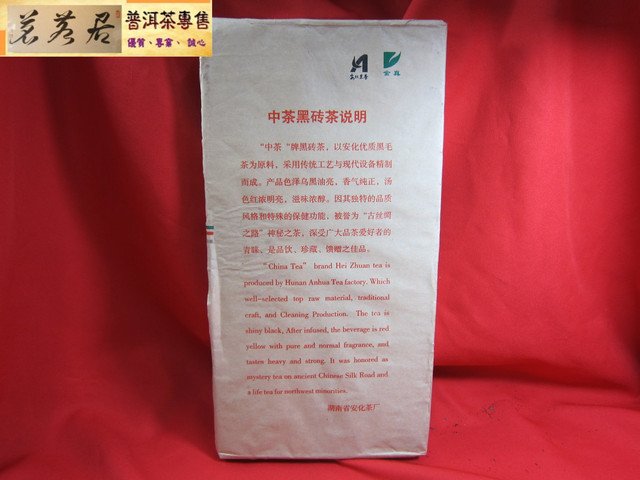 茗茗居
普洱茶專售
優質、專業、誠心
安化黑茶
中茶黑砖茶说明
“中茶”牌黑砖茶，以安化优质黑毛
茶为原料，采用传统工艺与现代设备精制
而成。产品色泽乌黑油亮，香气纯正，汤
色红浓明亮，滋味浓醇。因其独特的品质
风格和特殊的保健功能，被誉为“古丝绸
之路”神秘之茶，深受广大品茶爱好者的
青睐、是品饮、珍藏、馈赠之佳品。
"China Tea" brand Hei Zhuan tea is
produced by Hunan Anhua Tea factory. Which
well-selected top raw material, traditional
craft, and Cleaning Production. The tea is
shiny black, After infused, the beverage is red
yellow with pure and normal fragrance, and
tastes heavy and strong. It was honored as
mystery tea on ancient Chinese Silk Road and
a life tea for northwest minorities.
湖南省安化茶厂